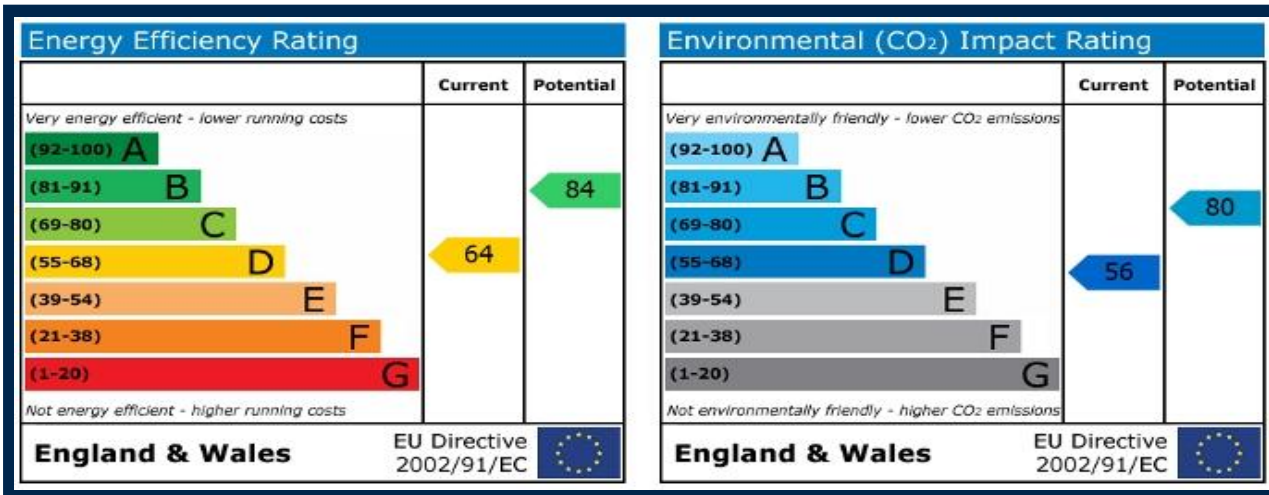 Energy Efficiency Rating
Current Potential
Very energy efficient - lower running costs
(92-100) A
(81-91) B
84
(69-80) C
(55-68) D
64
(39-54) E
(21-38) F
(1-20) G
Not energy efficient - higher running costs
England & Wales
EU Directive
2002/91/EC
Environmental (CO₂) Impact Rating
Current Potential
Very environmentally friendly - lower CO₂ emissions
(92-100) A
(81-91) B
80
(69-80) C
(55-68) D
56
(39-54) E
(21-38) F
(1-20) G
Not environmentally friendly - higher CO₂ emissions
England & Wales
EU Directive
2002/91/EC